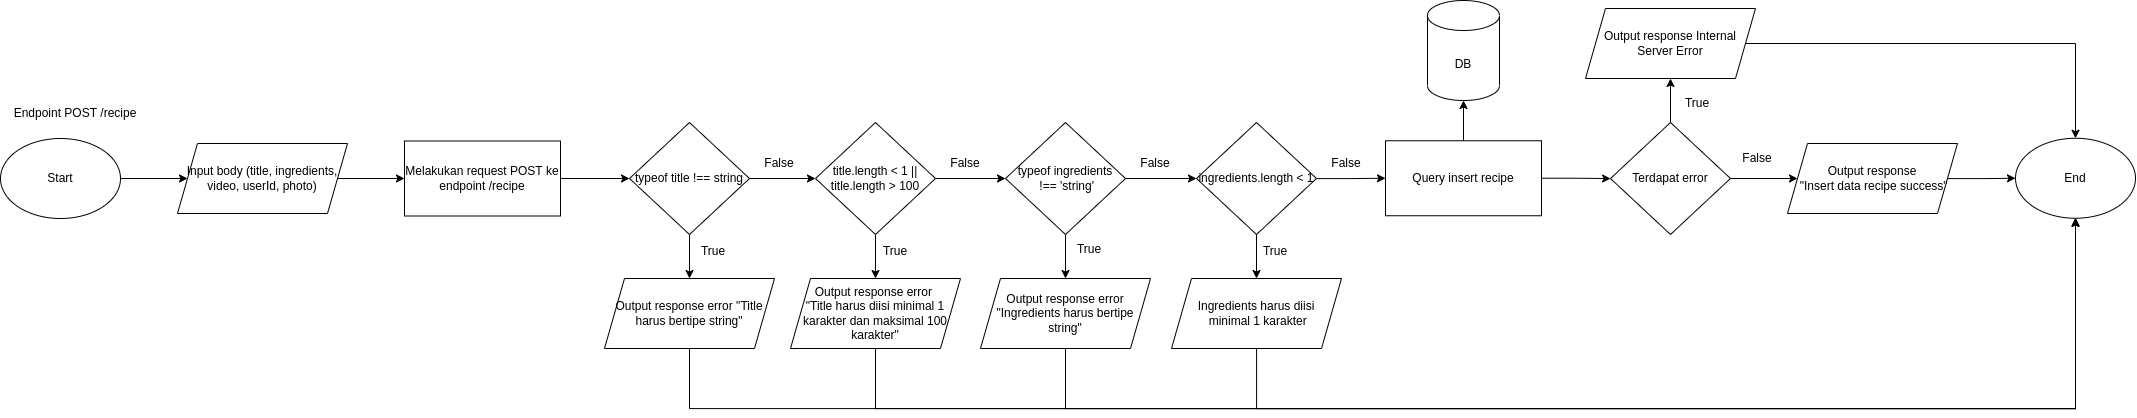 Endpoint POST /recipe
Start
Input body (title, ingredients,
video, userId, photo)
Melakukan request POST ke
endpoint /recipe
typeof title !== string
False
True
Output response error "Title
harus bertipe string"
title.length < 1 ||
title.length > 100
False
True
Output response error
"Title harus diisi minimal 1
karakter dan maksimal 100
karakter"
typeof ingredients
!== 'string'
False
True
Output response error
"Ingredients harus bertipe
string"
ingredients.length < 1
False
True
Ingredients harus diisi
minimal 1 karakter
Query insert recipe
DB
Terdapat error
True
Output response Internal
Server Error
False
Output response
"Insert data recipe success"
End